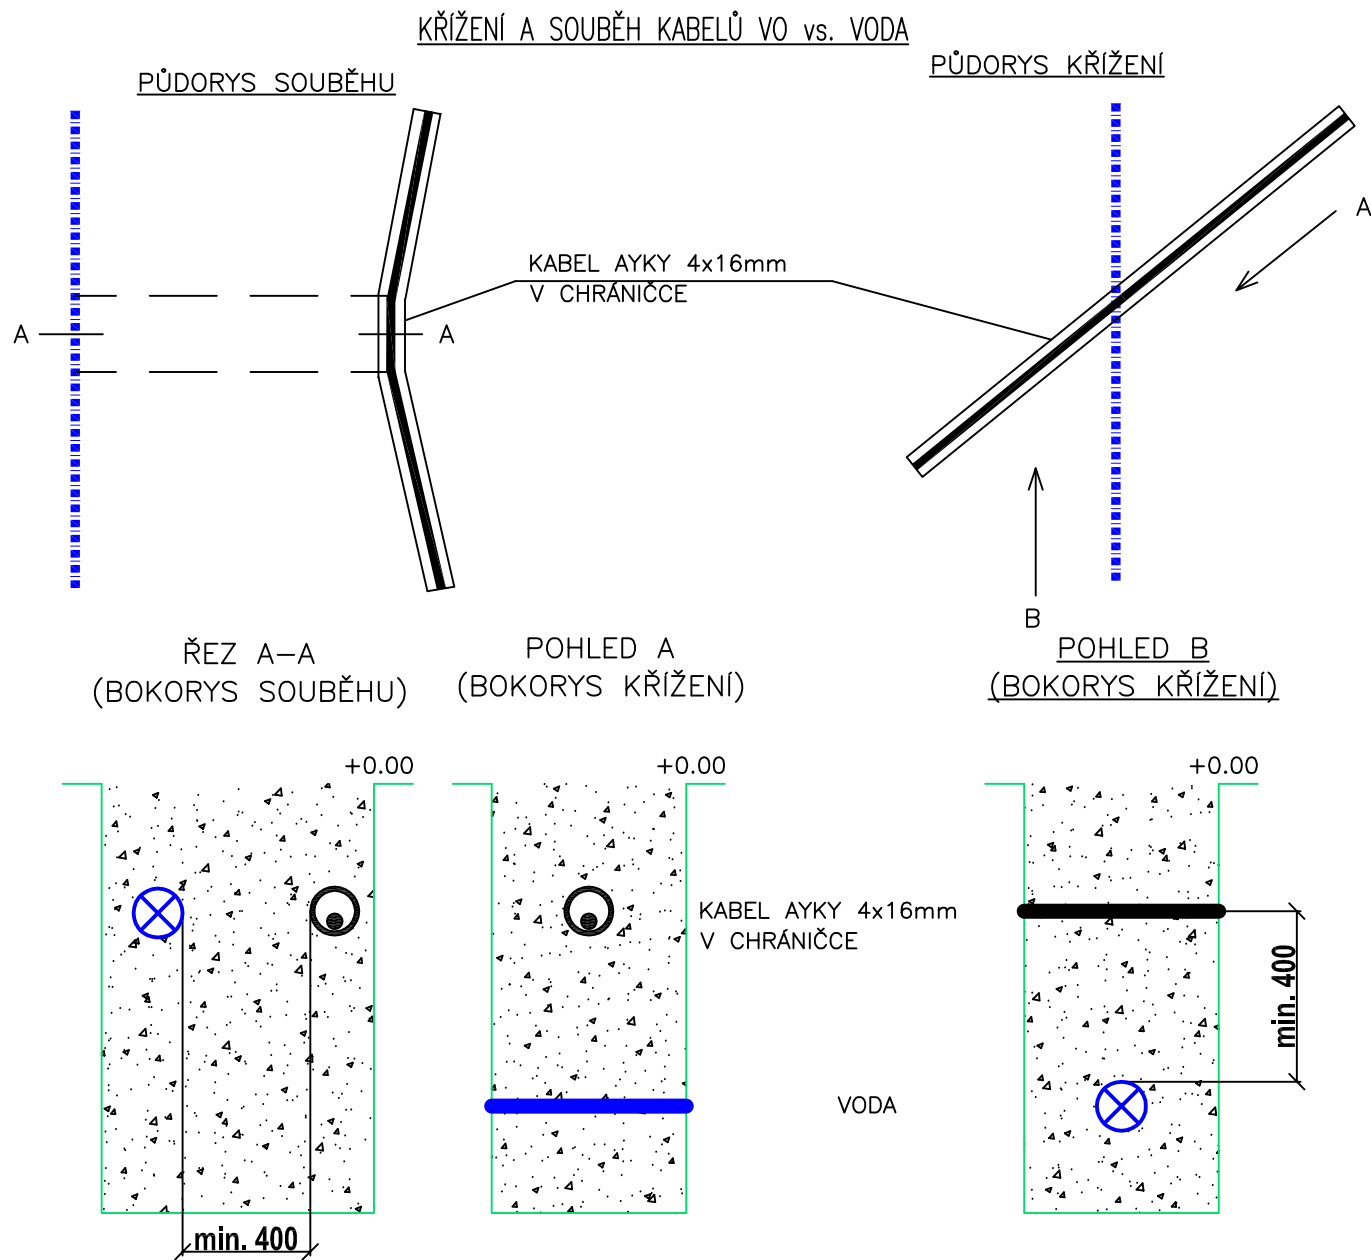 KŘÍŽENÍ A SOUBĚH KABELŮ VO vs. VODA
PŮDORYS SOUBĚHU
PŮDORYS KŘÍŽENÍ
A
KABEL AYKY 4x16mm
V CHRÁNIČCE
A
A
B
ŘEZ A-A
(BOKORYS SOUBĚHU)
POHLED A
(BOKORYS KŘÍŽENÍ)
POHLED B
(BOKORYS KŘÍŽENÍ)
+0.00
+0.00
+0.00
KABEL AYKY 4x16mm
V CHRÁNIČCE
min. 400
VODA
min. 400